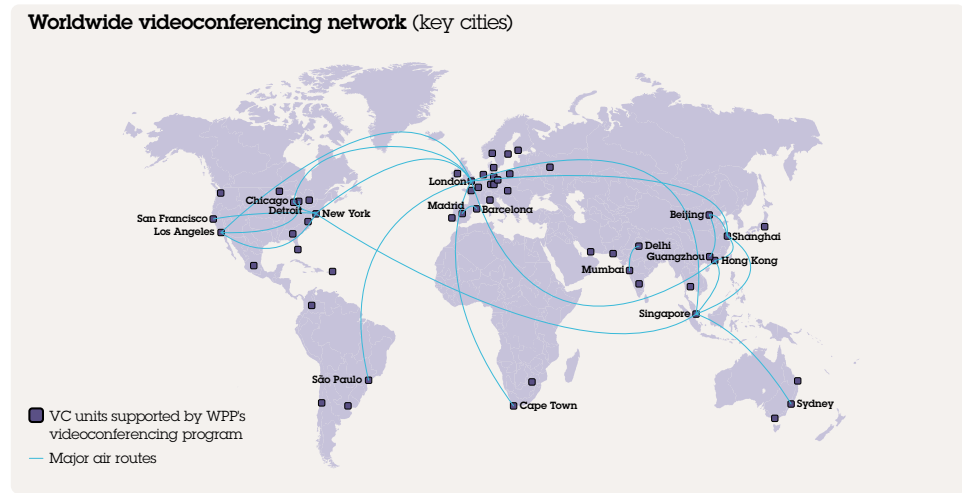 Worldwide videoconferencing network (key cities)
London
Chicago
Detroit
New York
Madrid
Barcelona
San Francisco
Los Angeles
Beijing
Shanghai
Delhi
Guangzhou
Hong Kong
Mumbai
Singapore
São Paulo
Cape Town
Sydney
VC units supported by WPP's
videoconferencing program
Major air routes